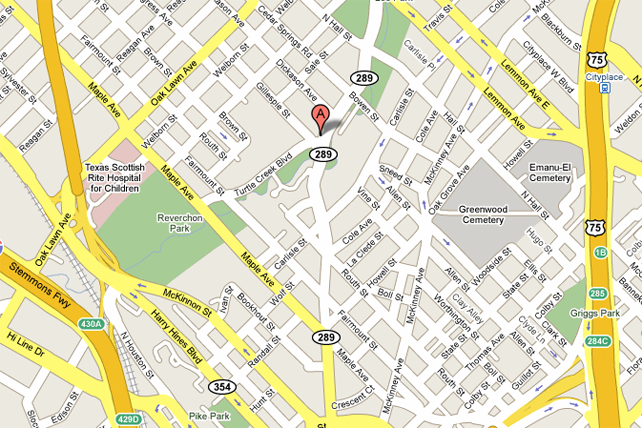 Travis St
Cole
Blackburn St
Cedar Springs Rd
N Hall St
Carlisle Pl
Cityplace W Blvd
Fairmount St
Reagan Ave
Brown St
Welborn St
Sale St
Oak Lawn Ave
Dickason Ave
289
75
Cityplace
Lemmon Ave E
Lemmon Ave
Sylvester St
Maple Ave
Gillespie St
A
Bowen St
Carlisle St
Cole Ave
Hall St
Weldon
Reagan St
Welborn St
Brown St
Routh St
289
McKinney Ave
Howell St
Texas Scottish
Rite Hospital
for Children
Maple Ave
Fairmount St
Turtle Creek Blvd
Sneed St
Allen St
Oak Grove Ave
Emanu-El
Cemetery
N Hall St
Vine St
Greenwood
Cemetery
Reverchon
Park
Oak Lawn Ave
Cole Ave
La Clede St
Hugo St
75
1B
Stemmons Fwy
Maple Ave
Carlisle St
Routh St
Howell St
Boll St
McKinney Ave
Allen St
Woodside St
Ellis St
State St
285
McKinnon St
Ivan St
Bookhout St
Wolf St
Clay Alley
Worthington St
Colby St
Griggs Park
430A
Hi Line Dr
N Houston St
Harry Hines Blvd
Randall St
289
Fairmount St
Maple Ave
State St
Allen St
Clyde Ln
Clark St
284C
Thomas Ave
Boll St
Guillot St
354
Hunt St
Crescent Ct
McKinney Ave
Routh St
Colby St
Edison St
429D
Pike Park
St